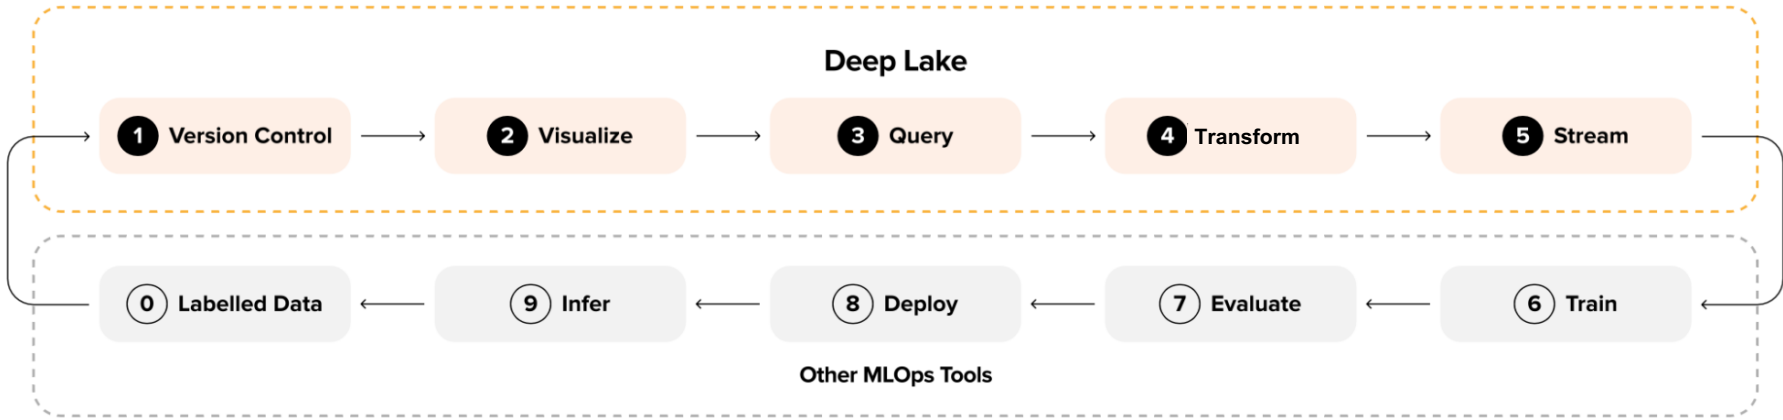 Deep Lake
1 Version Control
2 Visualize
3 Query
4 Transform
5 Stream
0 Labelled Data
9 Infer
8 Deploy
7 Evaluate
6 Train
Other MLOps Tools